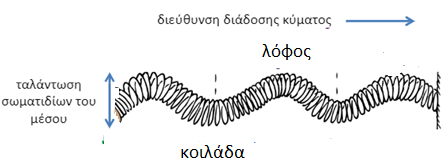 διεύθυνση διάδοσης κύματος
λόφος
ταλάντωση
σωματιδίων του
μέσου
κοιλάδα